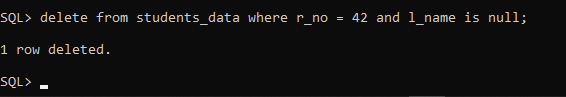 SQL> delete from students_data where r_no = 42 and l_name is null;
1 row deleted.
SQL>